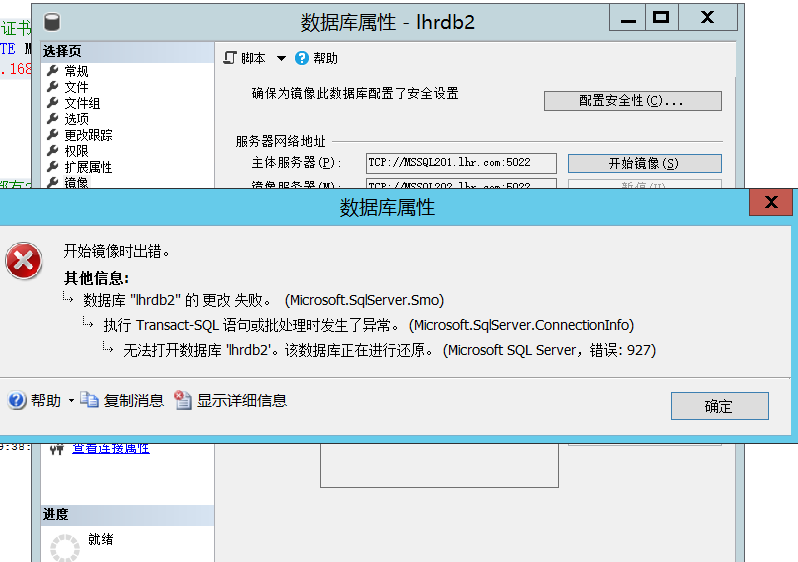 证书
TE M
.168
数据库属性 - lhrdb2
选择页
常规
文件
文件组
选项
更改跟踪
权限
扩展属性
镜像
脚本
帮助
确保为镜像此数据库配置了安全设置
配置安全性(C)...
服务器网络地址
主体服务器(P):
TCP://MSSQL201.lhr.com:5022
开始镜像(S)
镜像服务器(M):
TCP://MSSQL202.lhr.com:5022
暂停(U)
数据库属性
开始镜像时出错。
其他信息:
数据库 "lhrdb2" 的 更改 失败。 (Microsoft.SqlServer.Smo)
执行 Transact-SQL 语句或批处理时发生了异常。 (Microsoft.SqlServer.ConnectionInfo)
无法打开数据库 'lhrdb2'。该数据库正在进行还原。 (Microsoft SQL Server，错误: 927)
帮助
复制消息
显示详细信息
确定
9:38:
查看连接属性
进度
就绪